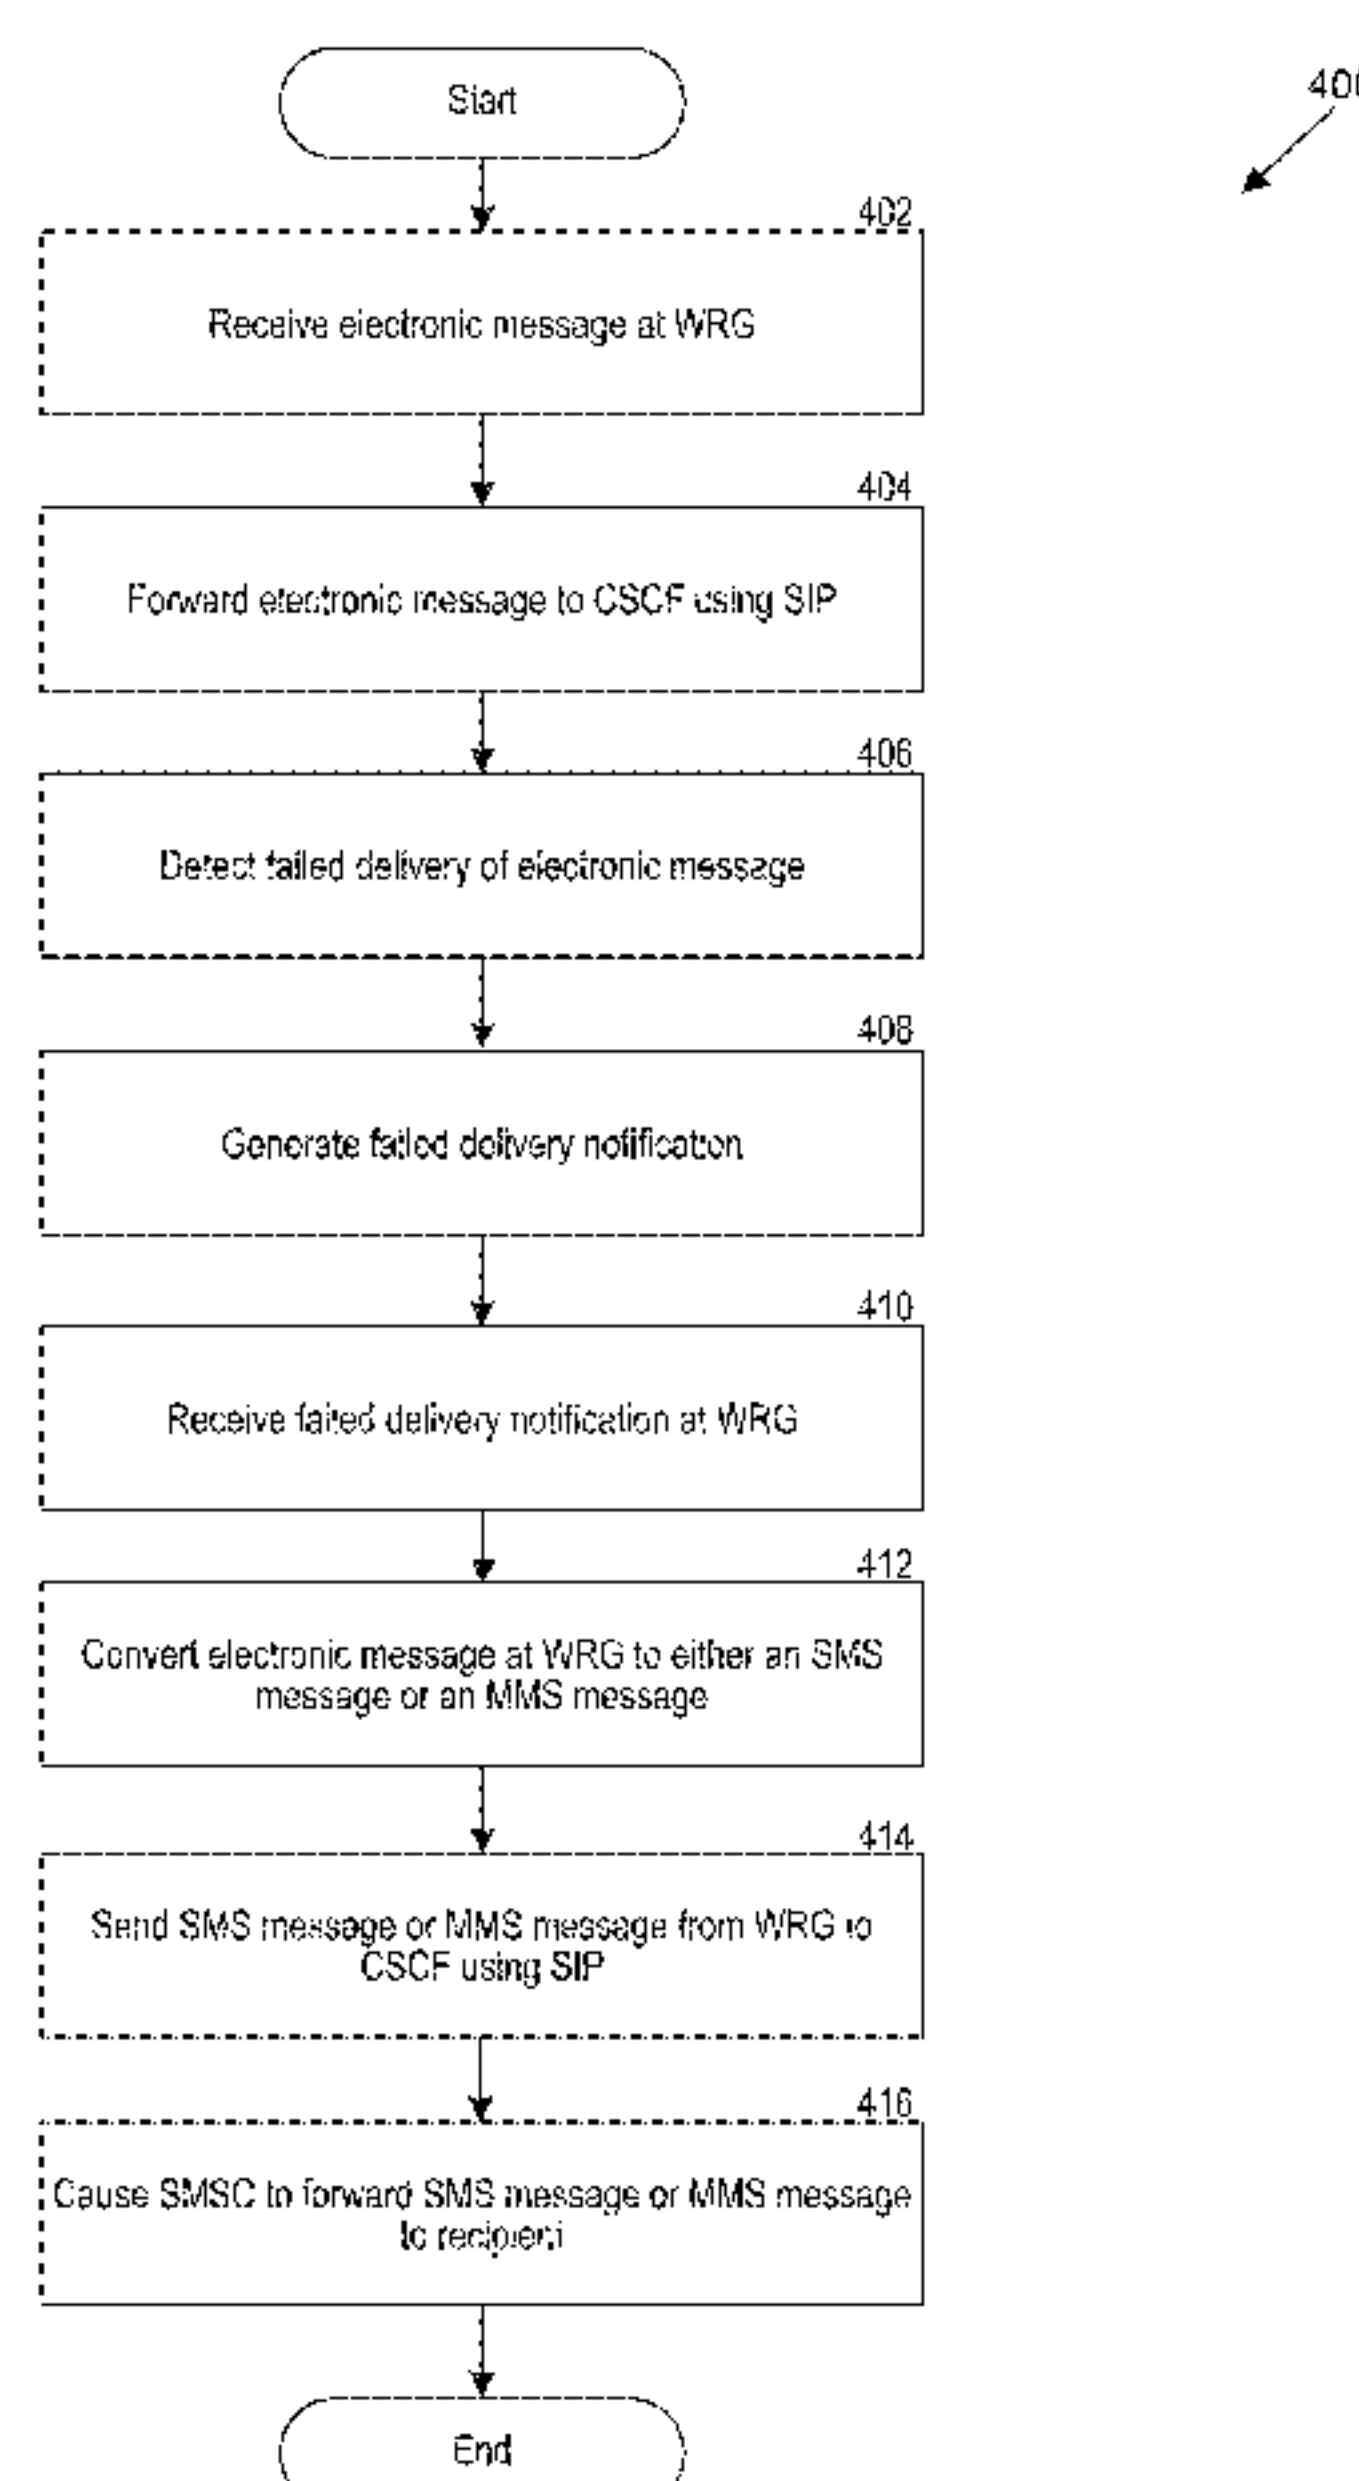 Start
400
402
Receive electronic message at WRG
404
Forward electronic message to CSCF using SIP
406
Detect failed delivery of electronic message
408
Generate failed delivery notification
410
Receive failed delivery notification at WRG
412
Convert electronic message at WRG to either an SMS
message or an MMS message
414
Send SMS message or MMS message from WRG to
CSCF using SIP
416
Cause SMSC to forward SMS message or MMS message
to recipient
End